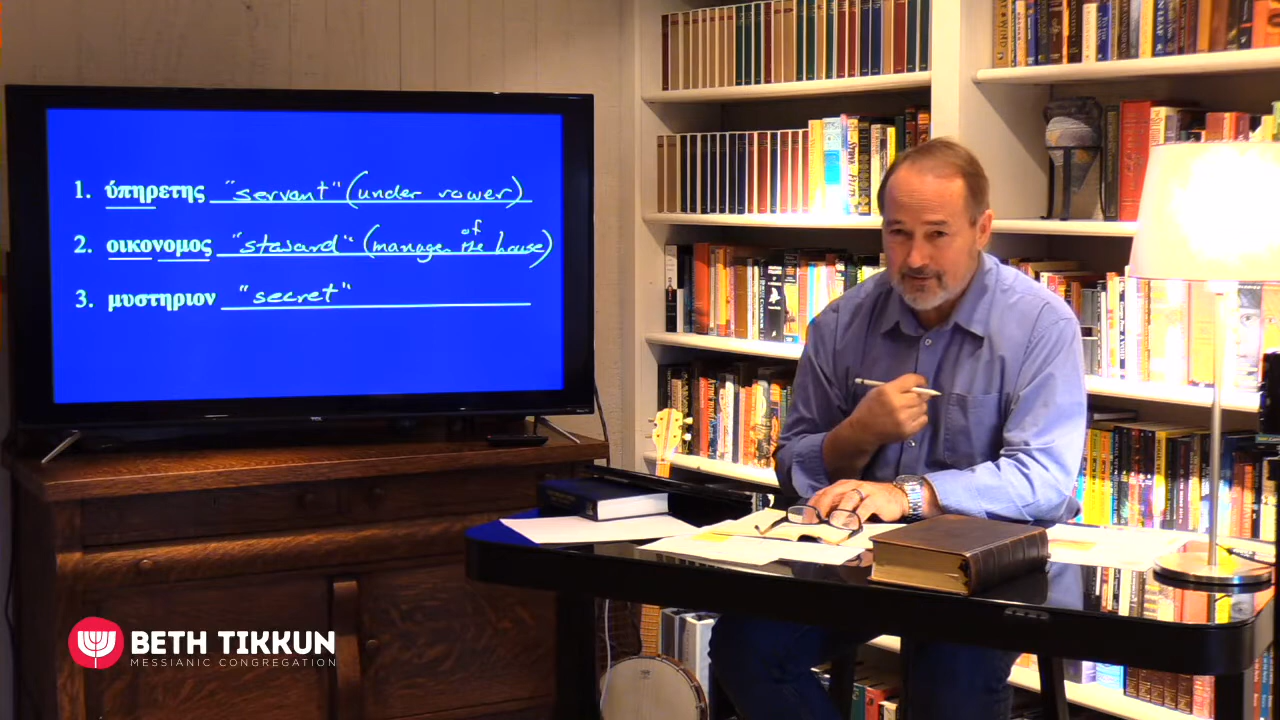 1. ὑπηρετης "servant" (under rower)
2. οικονομος "steward" (manager of the house)
3. μυστηριον "secret"
BETH TIKKUN
MESSIANIC CONGREGATION